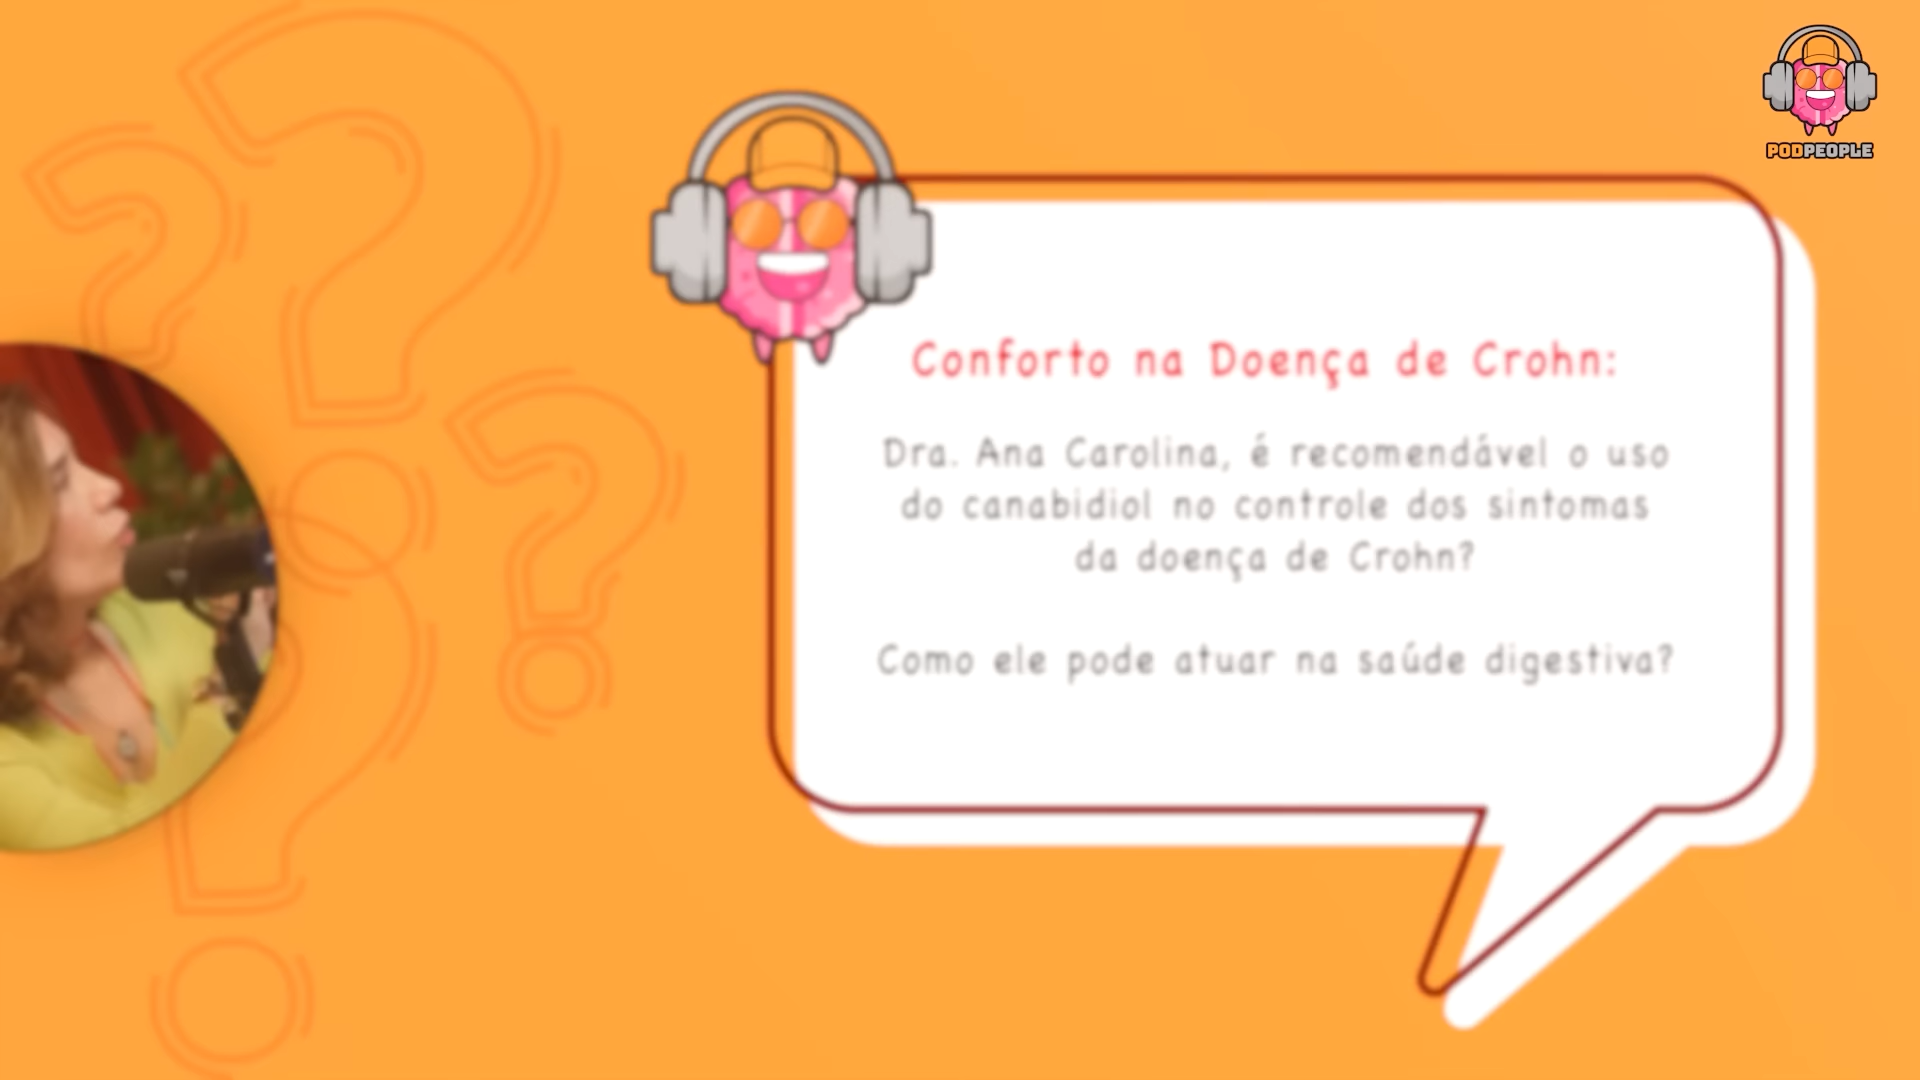 PODPEOPLE
Conforto na Doença de Crohn:
Dra. Ana Carolina, é recomendável o uso
do canabidiol no controle dos sintomas
da doença de Crohn?
Como ele pode atuar na saúde digestiva?